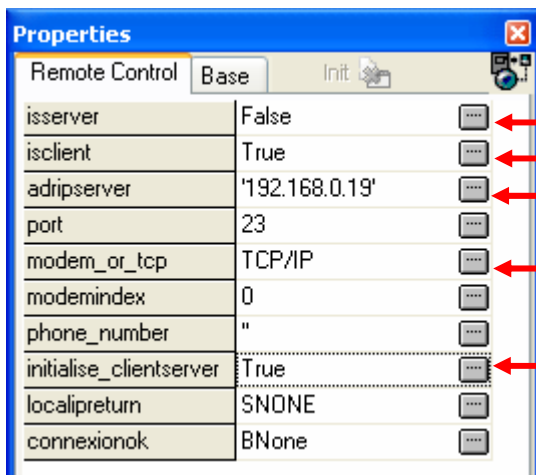 Properties
Remote Control Base Init
isserver False
isclient True
adripserver '192.168.0.19'
port 23
modem_or_tcp TCP/IP
modemindex 0
phone_number ''
initialise_clientserver True
localipreturn SNONE
connexionok BNone